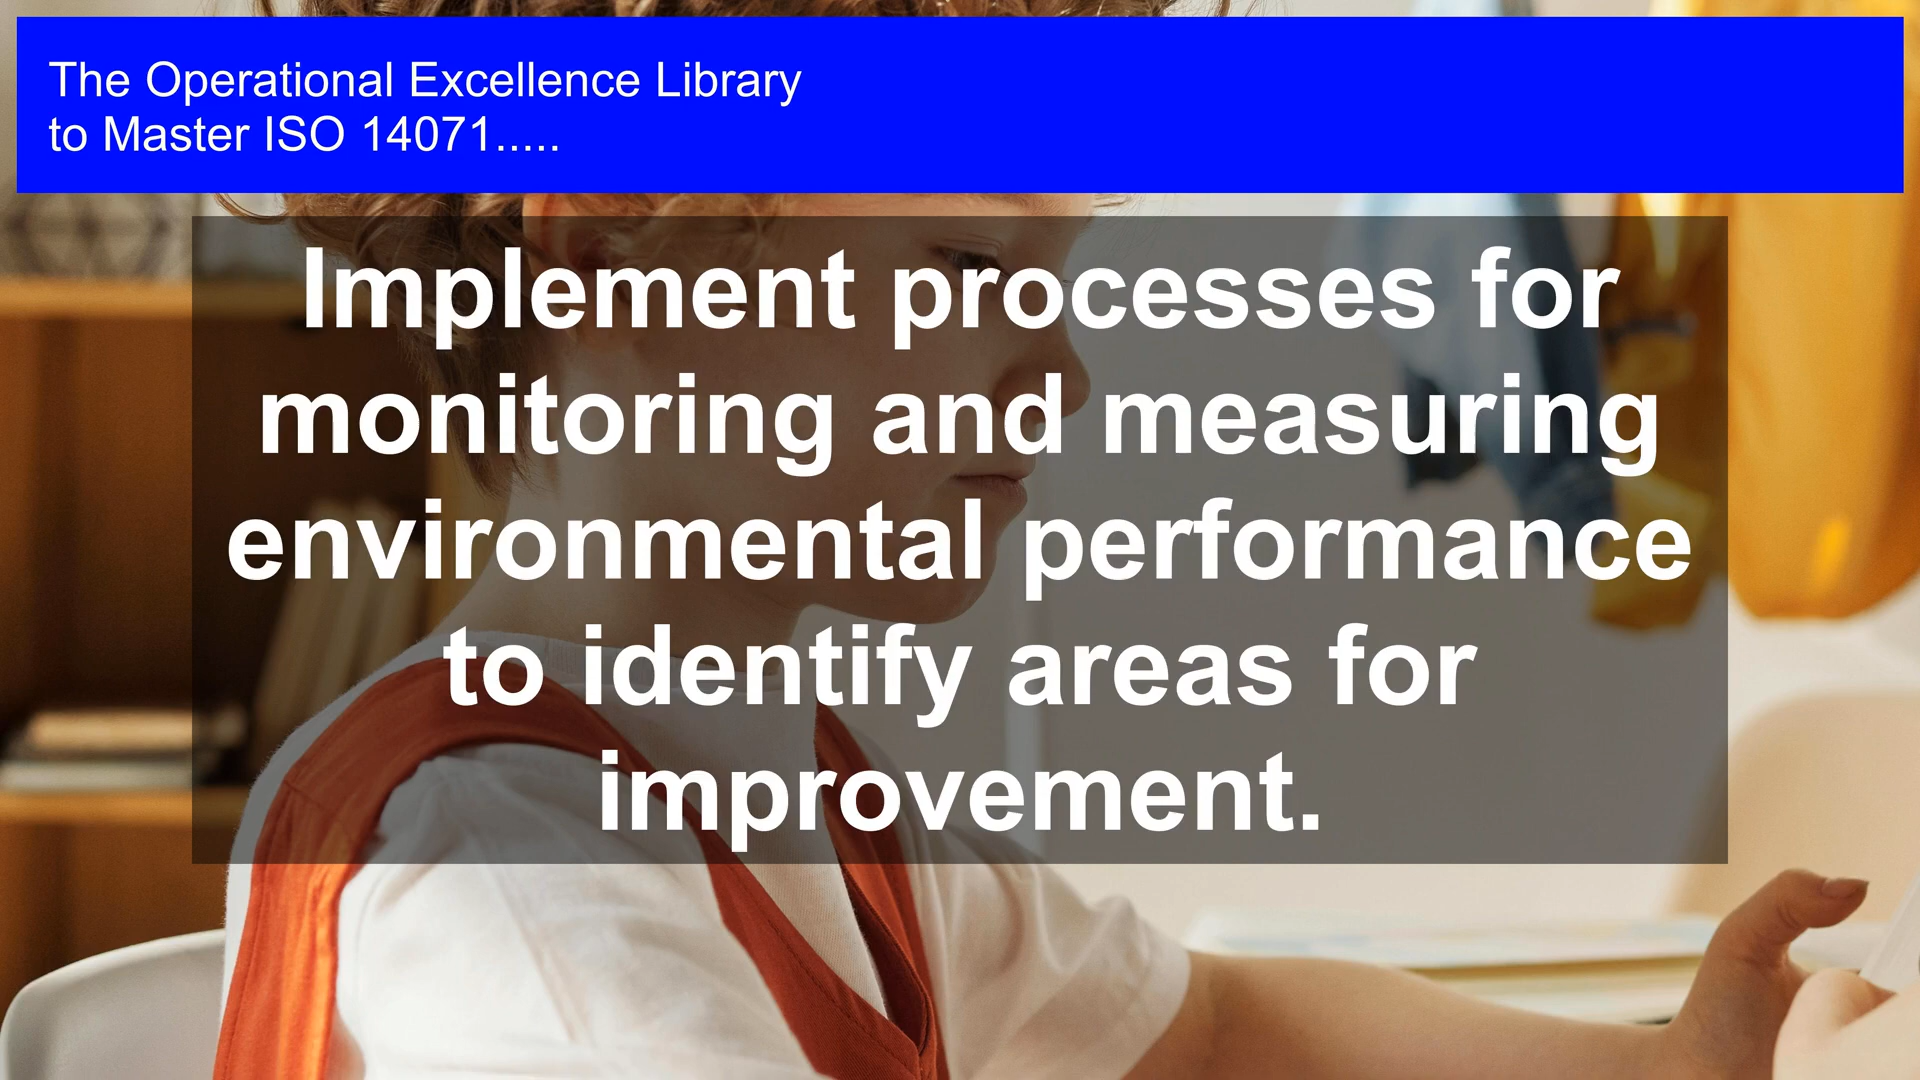 The Operational Excellence Library
to Master ISO 14071.....
Implement processes for
monitoring and measuring
environmental performance
to identify areas for
improvement.